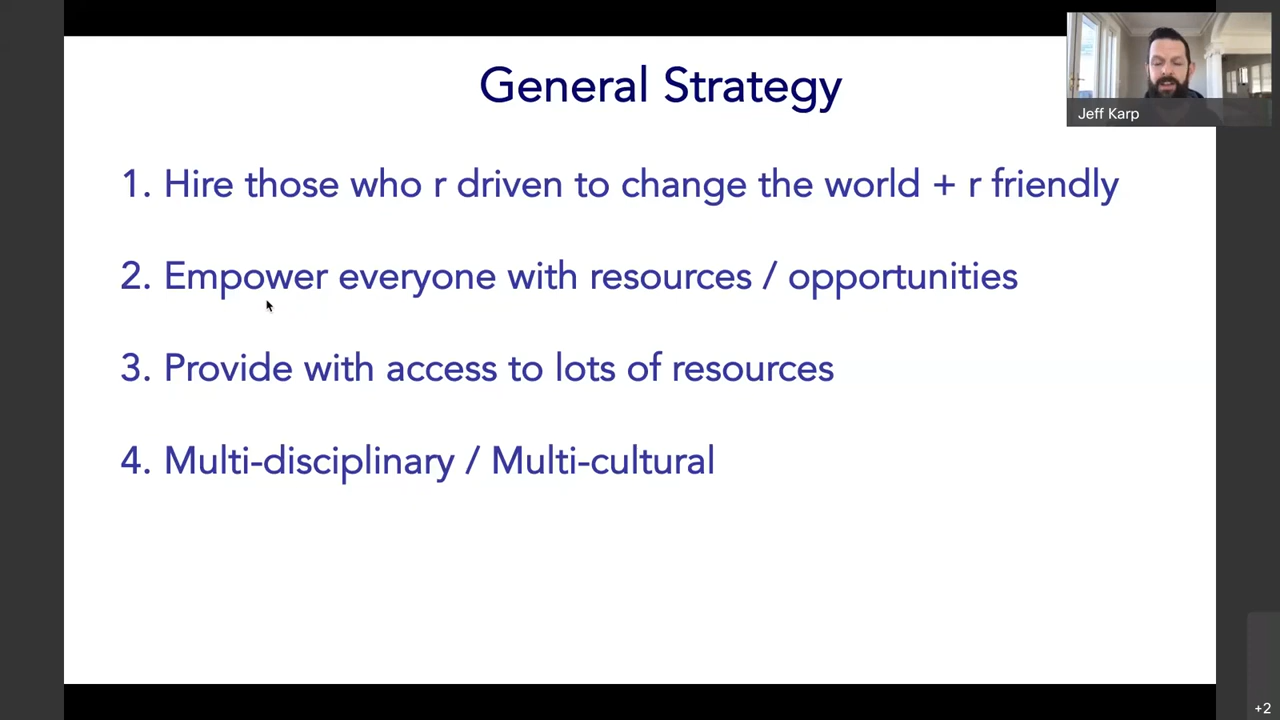 General Strategy
Jeff Karp
1. Hire those who r driven to change the world + r friendly
2. Empower everyone with resources / opportunities
3. Provide with access to lots of resources
4. Multi-disciplinary / Multi-cultural
+2